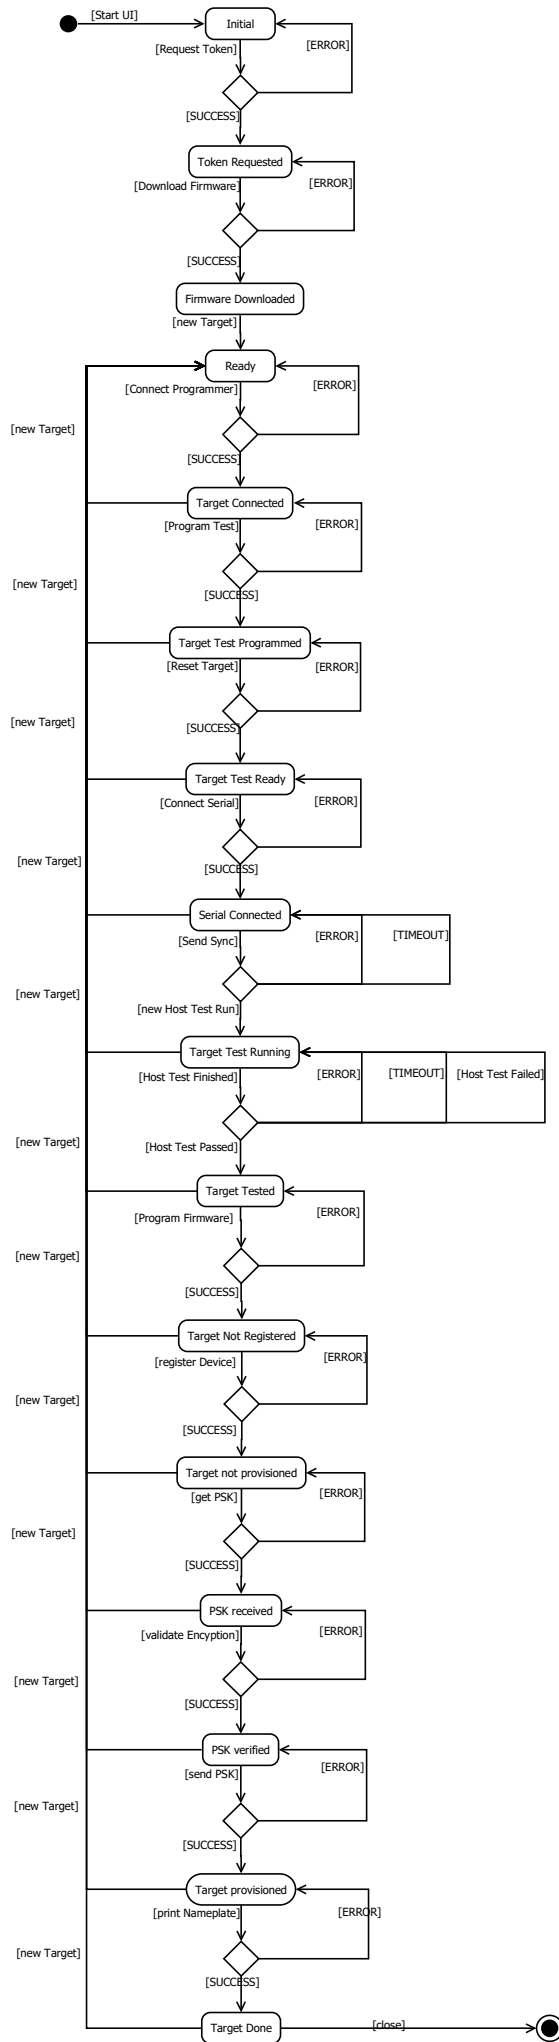 [Start UI]
Initial
[Request Token]
[ERROR]
[SUCCESS]
Token Requested
[Download Firmware]
[ERROR]
[SUCCESS]
Firmware Downloaded
[new Target]
Ready
[Connect Programmer]
[ERROR]
[new Target]
[SUCCESS]
Target Connected
[Program Test]
[ERROR]
[new Target]
[SUCCESS]
Target Test Programmed
[Reset Target]
[ERROR]
[new Target]
[SUCCESS]
Target Test Ready
[Connect Serial]
[ERROR]
[new Target]
[SUCCESS]
Serial Connected
[Send Sync]
[ERROR]
[TIMEOUT]
[new Target]
[new Host Test Run]
Target Test Running
[Host Test Finished]
[ERROR]
[TIMEOUT]
[Host Test Failed]
[new Target]
[Host Test Passed]
Target Tested
[Program Firmware]
[ERROR]
[new Target]
[SUCCESS]
Target Not Registered
[register Device]
[ERROR]
[new Target]
[SUCCESS]
Target not provisioned
[get PSK]
[ERROR]
[new Target]
[SUCCESS]
PSK received
[validate Encyption]
[ERROR]
[new Target]
[SUCCESS]
PSK verified
[send PSK]
[ERROR]
[new Target]
[SUCCESS]
Target provisioned
[print Nameplate]
[ERROR]
[new Target]
[SUCCESS]
Target Done
[close]